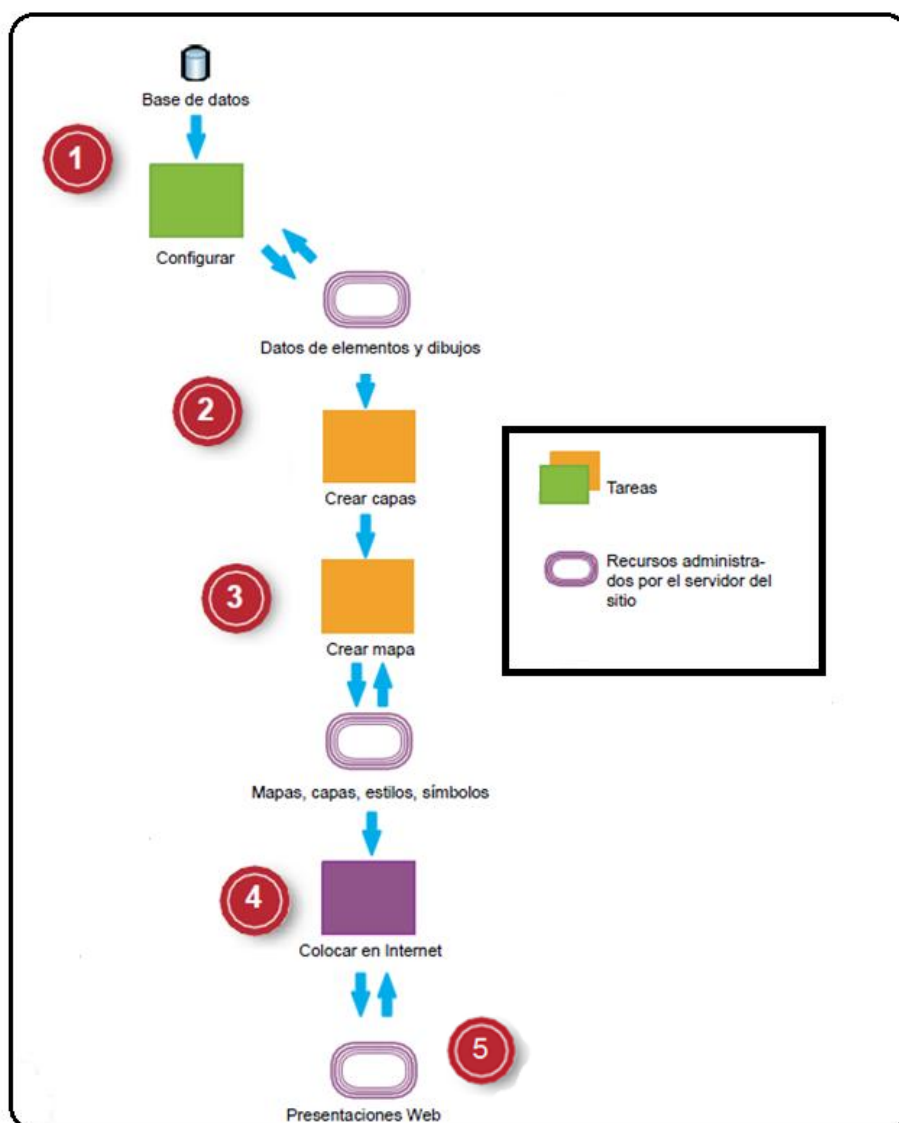 Base de datos
1
Configurar
Datos de elementos y dibujos
2
Crear capas
3
Crear mapa
Tareas
Recursos administra-
dos por el servidor del
sitio
Mapas, capas, estilos, símbolos
4
Colocar en Internet
5
Presentaciones Web